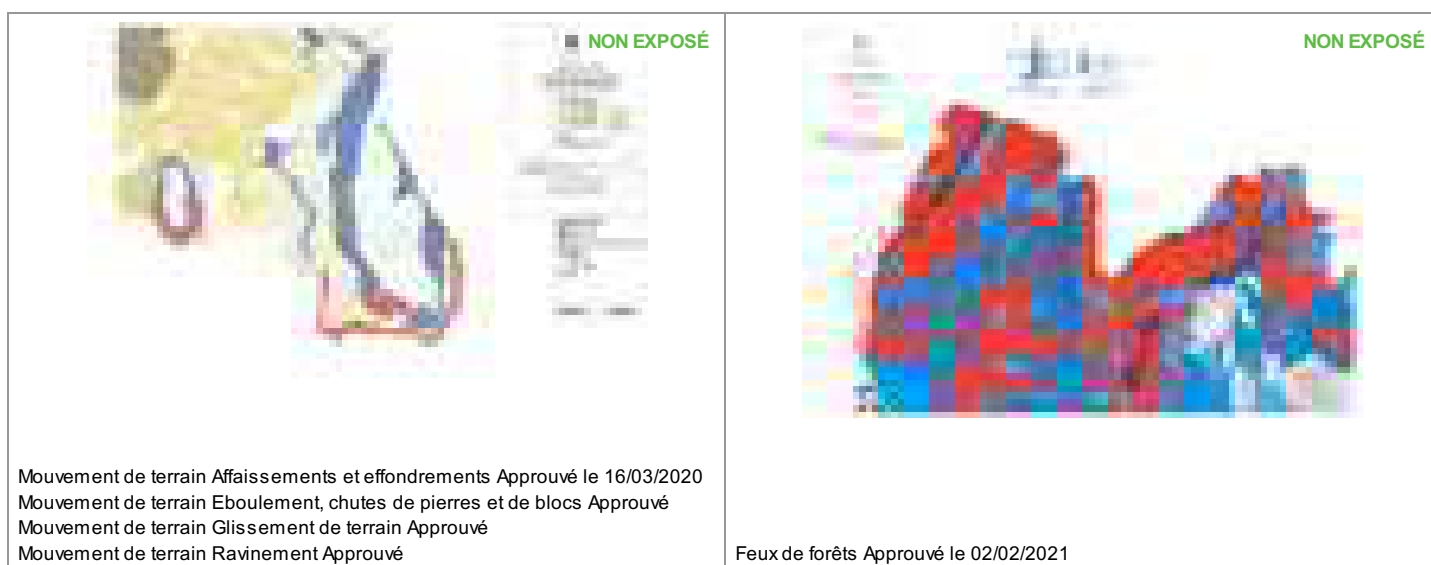 NON EXPOSÉ
Mouvement de terrain Affaissements et effondrements Approuvé le 16/03/2020
Mouvement de terrain Eboulement, chutes de pierres et de blocs Approuvé
Mouvement de terrain Glissement de terrain Approuvé
Mouvement de terrain Ravinement Approuvé
NON EXPOSÉ
Feux de forêts Approuvé le 02/02/2021